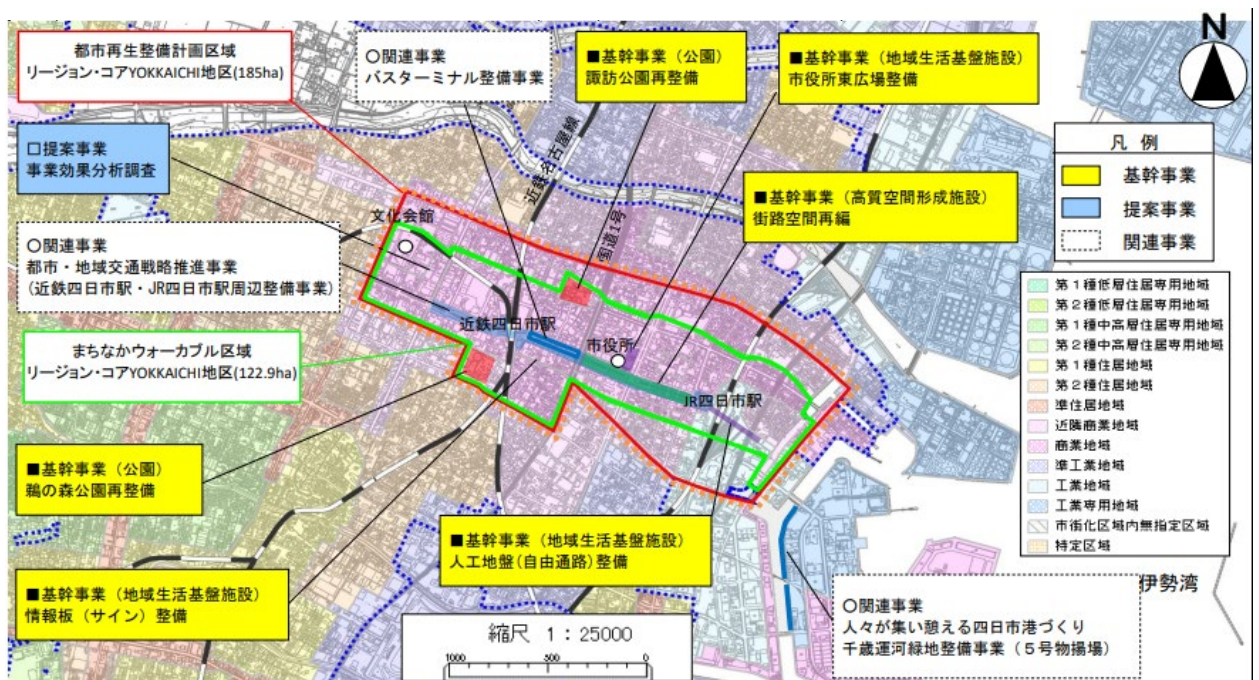 都市再生整備計画区域
リージョン・コアYOKKAICHI地区(185ha)
○関連事業
バスターミナル整備事業
■基幹事業（公園）
諏訪公園再整備
■基幹事業（地域生活基盤施設）
市役所東広場整備
N
□提案事業
事業効果分析調査
近鉄名古屋線
国道1号
■基幹事業（高質空間形成施設）
街路空間再編
凡 例
基幹事業
提案事業
関連事業
文化会館
○関連事業
都市・地域交通戦略推進事業
（近鉄四日市駅・JR四日市駅周辺整備事業）
近鉄四日市駅
市役所
JR四日市駅
まちなかウォーカブル区域
リージョン・コアYOKKAICHI地区(122.9ha)
第１種低層住居専用地域
第２種低層住居専用地域
第１種中高層住居専用地域
第２種中高層住居専用地域
第１種住居地域
第２種住居地域
準住居地域
近隣商業地域
商業地域
準工業地域
工業地域
工業専用地域
市街化区域内無指定区域
特定区域
■基幹事業（公園）
鵜の森公園再整備
■基幹事業（地域生活基盤施設）
人工地盤(自由通路)整備
■基幹事業（地域生活基盤施設）
情報板（サイン）整備
伊勢湾
○関連事業
人々が集い憩える四日市港づくり
千歳運河緑地整備事業（５号物揚場）
縮尺 1：25000
1000 500 0